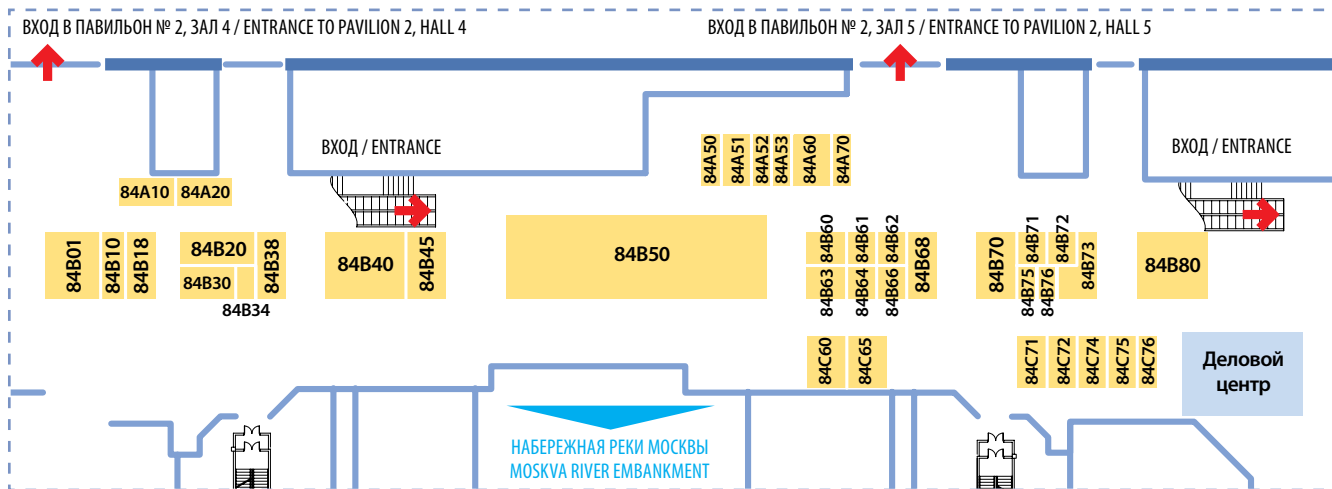 ВХОД В ПАВИЛЬОН № 2, ЗАЛ 4 / ENTRANCE TO PAVILION 2, HALL 4
ВХОД В ПАВИЛЬОН № 2, ЗАЛ 5 / ENTRANCE TO PAVILION 2, HALL 5
ВХОД / ENTRANCE
ВХОД / ENTRANCE
84A10
84A20
84A50
84A51
84A52
84A53
84A60
84A70
84B01
84B10
84B18
84B20
84B30
84B34
84B38
84B40
84B45
84B50
84B60
84B61
84B62
84B63
84B64
84B66
84B68
84B70
84B71
84B72
84B73
84B75
84B76
84B80
84C60
84C65
84C71
84C72
84C74
84C75
84C76
Деловой
центр
НАБЕРЕЖНАЯ РЕКИ МОСКВЫ
MOSKVA RIVER EMBANKMENT